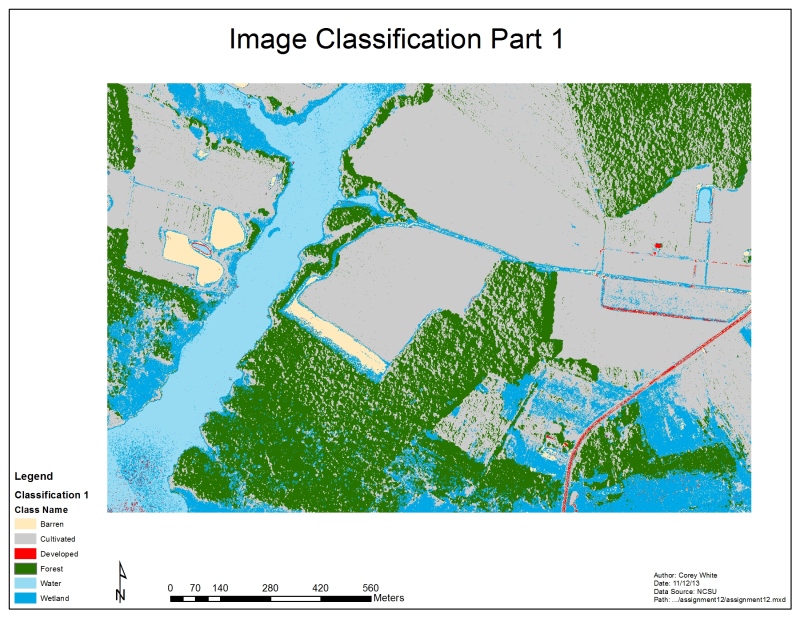 Image Classification Part 1
Legend
Classification 1
Class Name
Barren
Cultivated
Developed
Forest
Water
Wetland
N
0 70 140 280 420 560
Meters
Author: Corey White
Date: 11/12/13
Data Source: NCSU
Path: .../assignment12/assignment12.mxd